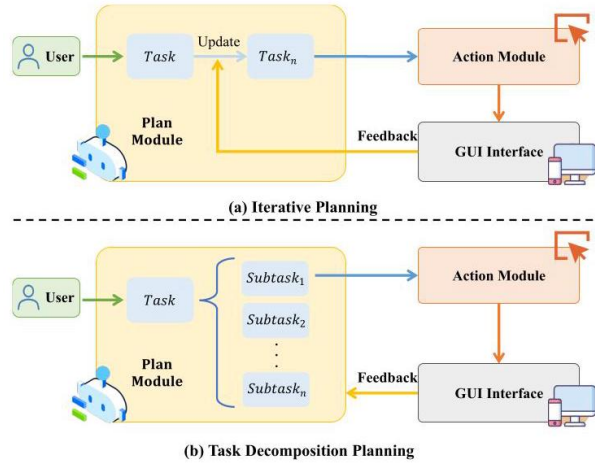 User
Task
Update
Task_n
Action Module
Plan
Module
Feedback
GUI Interface
(a) Iterative Planning
User
Task
Subtask_1
Subtask_2
Subtask_n
Action Module
Plan
Module
Feedback
GUI Interface
(b) Task Decomposition Planning